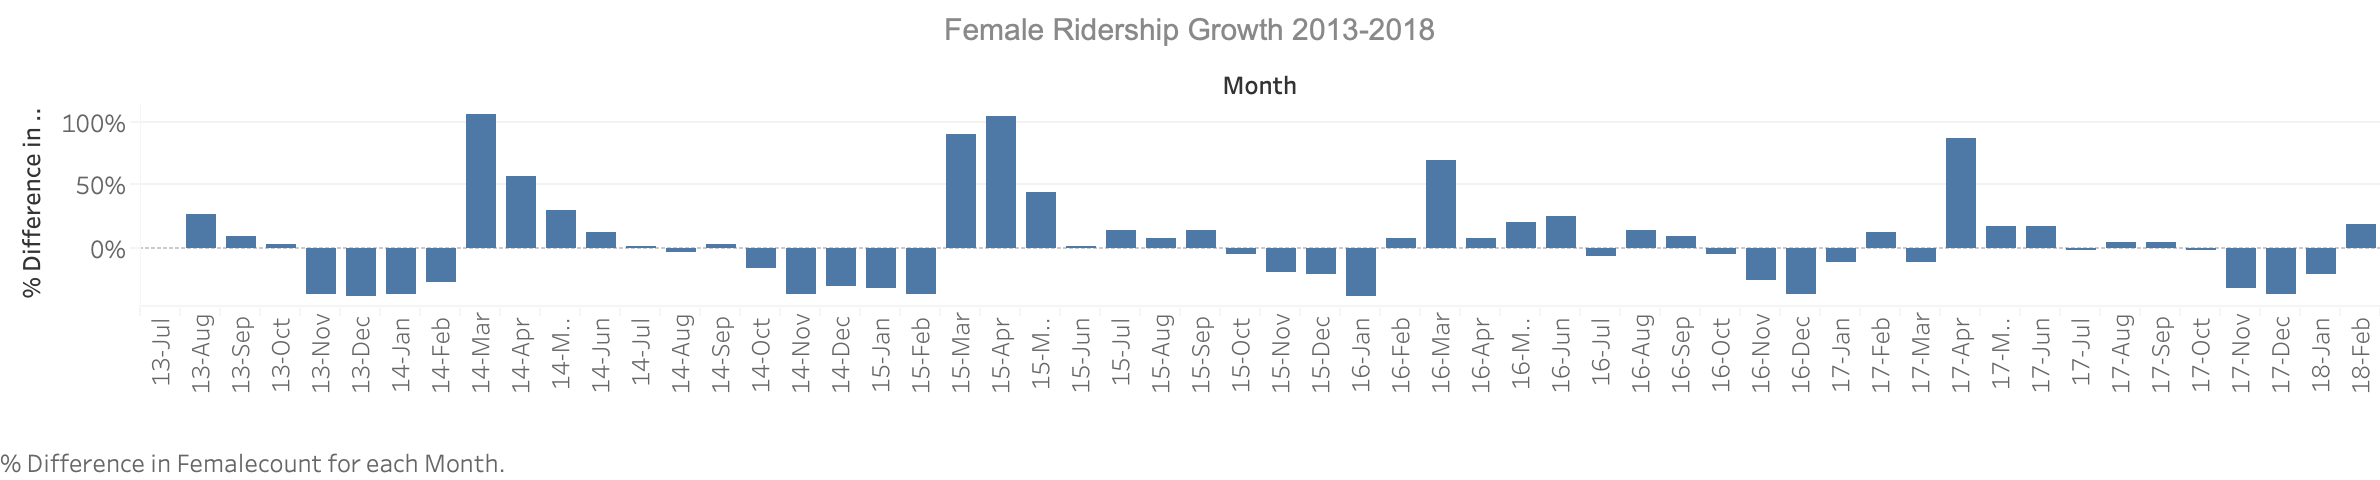 Female Ridership Growth 2013-2018
Month
% Difference in ..
100%
50%
0%
13-Jul
13-Aug
13-Sep
13-Oct
13-Nov
13-Dec
14-Jan
14-Feb
14-Mar
14-Apr
14-M..
14-Jun
14-Jul
14-Aug
14-Sep
14-Oct
14-Nov
14-Dec
15-Jan
15-Feb
15-Mar
15-Apr
15-M..
15-Jun
15-Jul
15-Aug
15-Sep
15-Oct
15-Nov
15-Dec
16-Jan
16-Feb
16-Mar
16-Apr
16-M..
16-Jun
16-Jul
16-Aug
16-Sep
16-Oct
16-Nov
16-Dec
17-Jan
17-Feb
17-Mar
17-Apr
17-M..
17-Jun
17-Jul
17-Aug
17-Sep
17-Oct
17-Nov
17-Dec
18-Jan
18-Feb
% Difference in Femalecount for each Month.